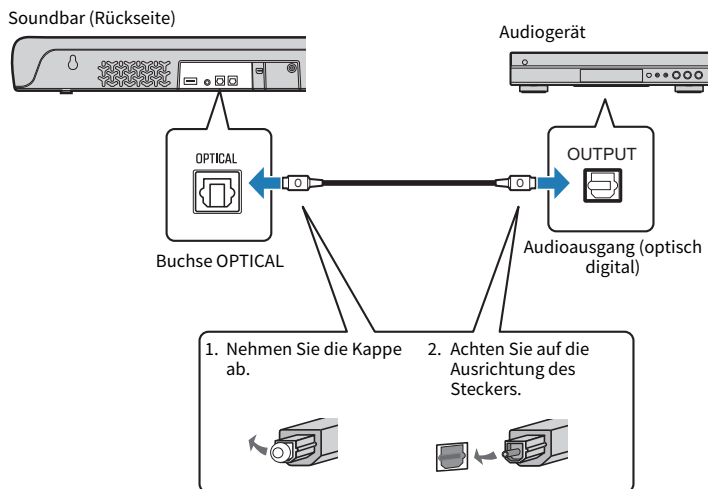 Soundbar (Rückseite)
Audiogerät
OPTICAL
OUTPUT
Buchse OPTICAL
Audioausgang (optisch
digital)
1. Nehmen Sie die Kappe
ab.
2. Achten Sie auf die
Ausrichtung des
Steckers.